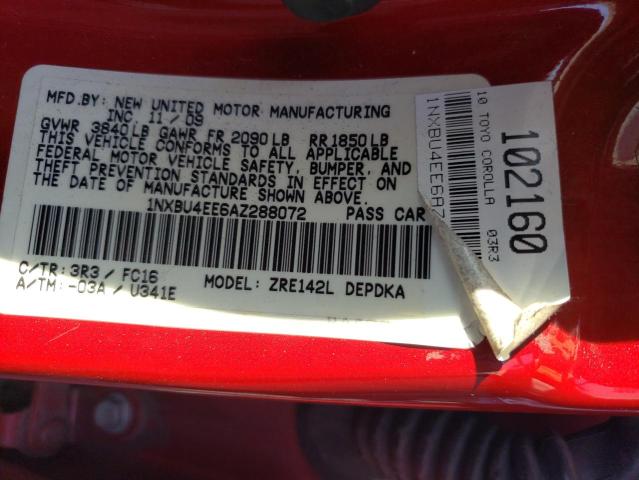 MFD.BY: NEW UNITED MOTOR MANUFACTURING
INC. 11/09
GVWR 3840LB GAWR FR 2090LB RR1850LB
THIS VEHICLE CONFORMS TO ALL APPLICABLE
FEDERAL MOTOR VEHICLE SAFETY, BUMPER, AND
THEFT PREVENTION STANDARDS IN EFFECT ON
THE DATE OF MANUFACTURE SHOWN ABOVE.
1NXBU4EE6AZ288072 PASS CAR
C/TR: 3R3 / FC16
A/TM: -03A / U341E
MODEL: ZRE142L DEPDKA
10 TOYO COROLLA 03R3
1NXBU4EE6AZ
102160